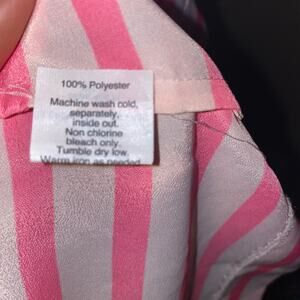 100% Polyester
Machine wash cold,
separately,
inside out.
Non chlorine
bleach only.
Tumble dry low.
Warm iron as needed